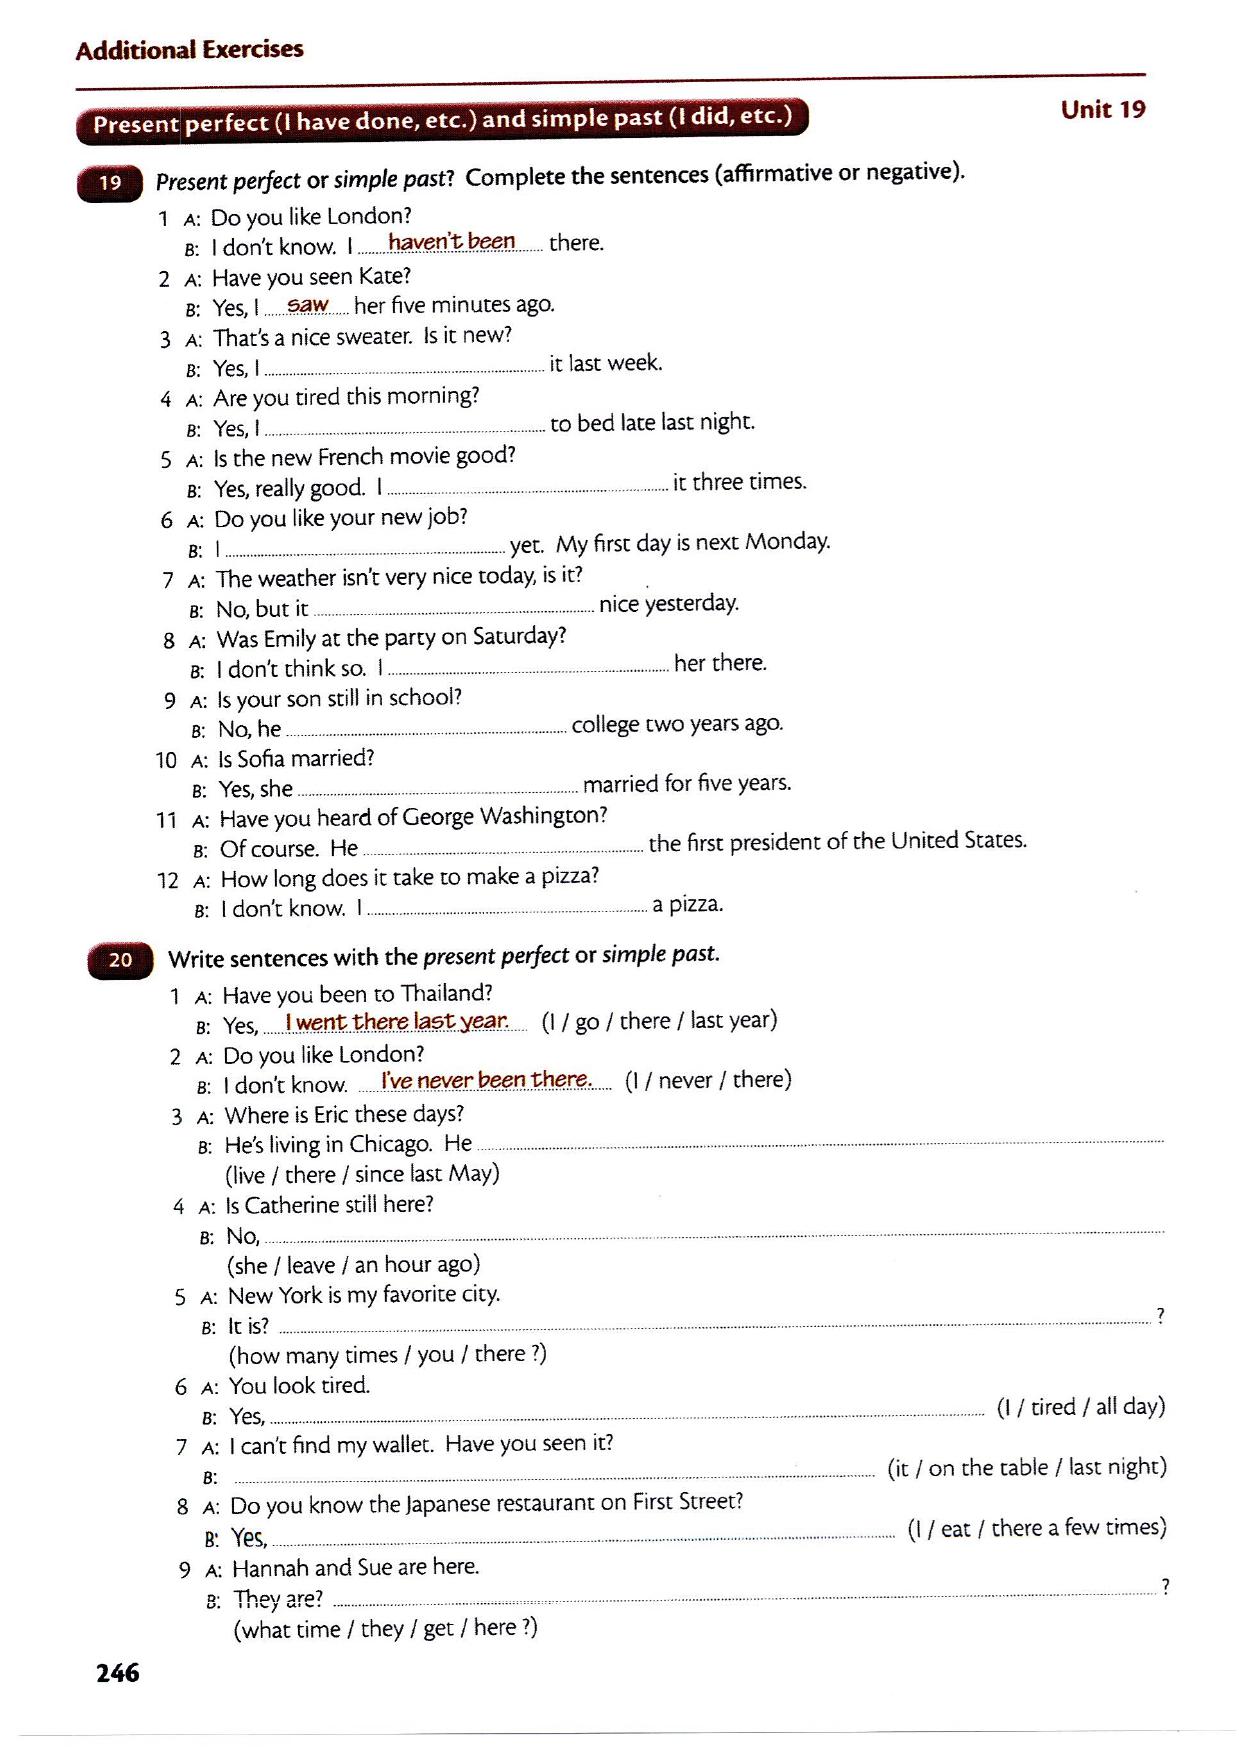 Additional Exercises
Present perfect (I have done, etc.) and simple past (I did, etc.)
Unit 19
19 Present perfect or simple past? Complete the sentences (affirmative or negative).
1 A: Do you like London?
B: I don't know. I haven't been there.
2 A: Have you seen Kate?
B: Yes, I saw her five minutes ago.
3 A: That's a nice sweater. Is it new?
B: Yes, I it last week.
4 A: Are you tired this morning?
B: Yes, I to bed late last night.
5 A: Is the new French movie good?
B: Yes, really good. I it three times.
6 A: Do you like your new job?
B: I yet. My first day is next Monday.
7 A: The weather isn't very nice today, is it?
B: No, but it nice yesterday.
8 A: Was Emily at the party on Saturday?
B: I don't think so. I her there.
9 A: Is your son still in school?
B: No, he college two years ago.
10 A: Is Sofia married?
B: Yes, she married for five years.
11 A: Have you heard of George Washington?
B: Of course. He the first president of the United States.
12 A: How long does it take to make a pizza?
B: I don't know. I a pizza.
20 Write sentences with the present perfect or simple past.
1 A: Have you been to Thailand?
B: Yes, I went there last year. (I / go / there / last year)
2 A: Do you like London?
B: I don't know. I've never been there. (I / never / there)
3 A: Where is Eric these days?
B: He's living in Chicago. He
(live / there / since last May)
4 A: Is Catherine still here?
B: No,
(she / leave / an hour ago)
5 A: New York is my favorite city.
B: It is? ?
(how many times / you / there ?)
6 A: You look tired.
B: Yes, (I / tired / all day)
7 A: I can't find my wallet. Have you seen it?
B: (it / on the table / last night)
8 A: Do you know the Japanese restaurant on First Street?
B: Yes, (I / eat / there a few times)
9 A: Hannah and Sue are here.
B: They are? ?
(what time / they / get / here ?)
246